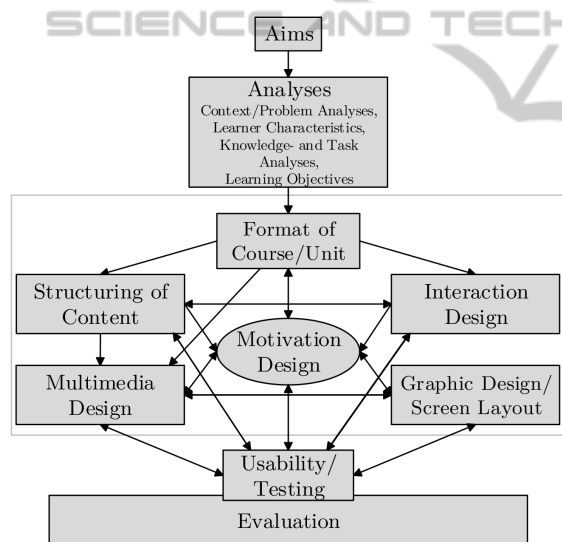 SCIENCE AND TECH
Aims
Analyses
Context/Problem Analyses,
Learner Characteristics,
Knowledge- and Task
Analyses,
Learning Objectives
Format of
Course/Unit
Structuring of
Content
Interaction
Design
Motivation
Design
Multimedia
Design
Graphic Design/
Screen Layout
Usability/
Testing
Evaluation